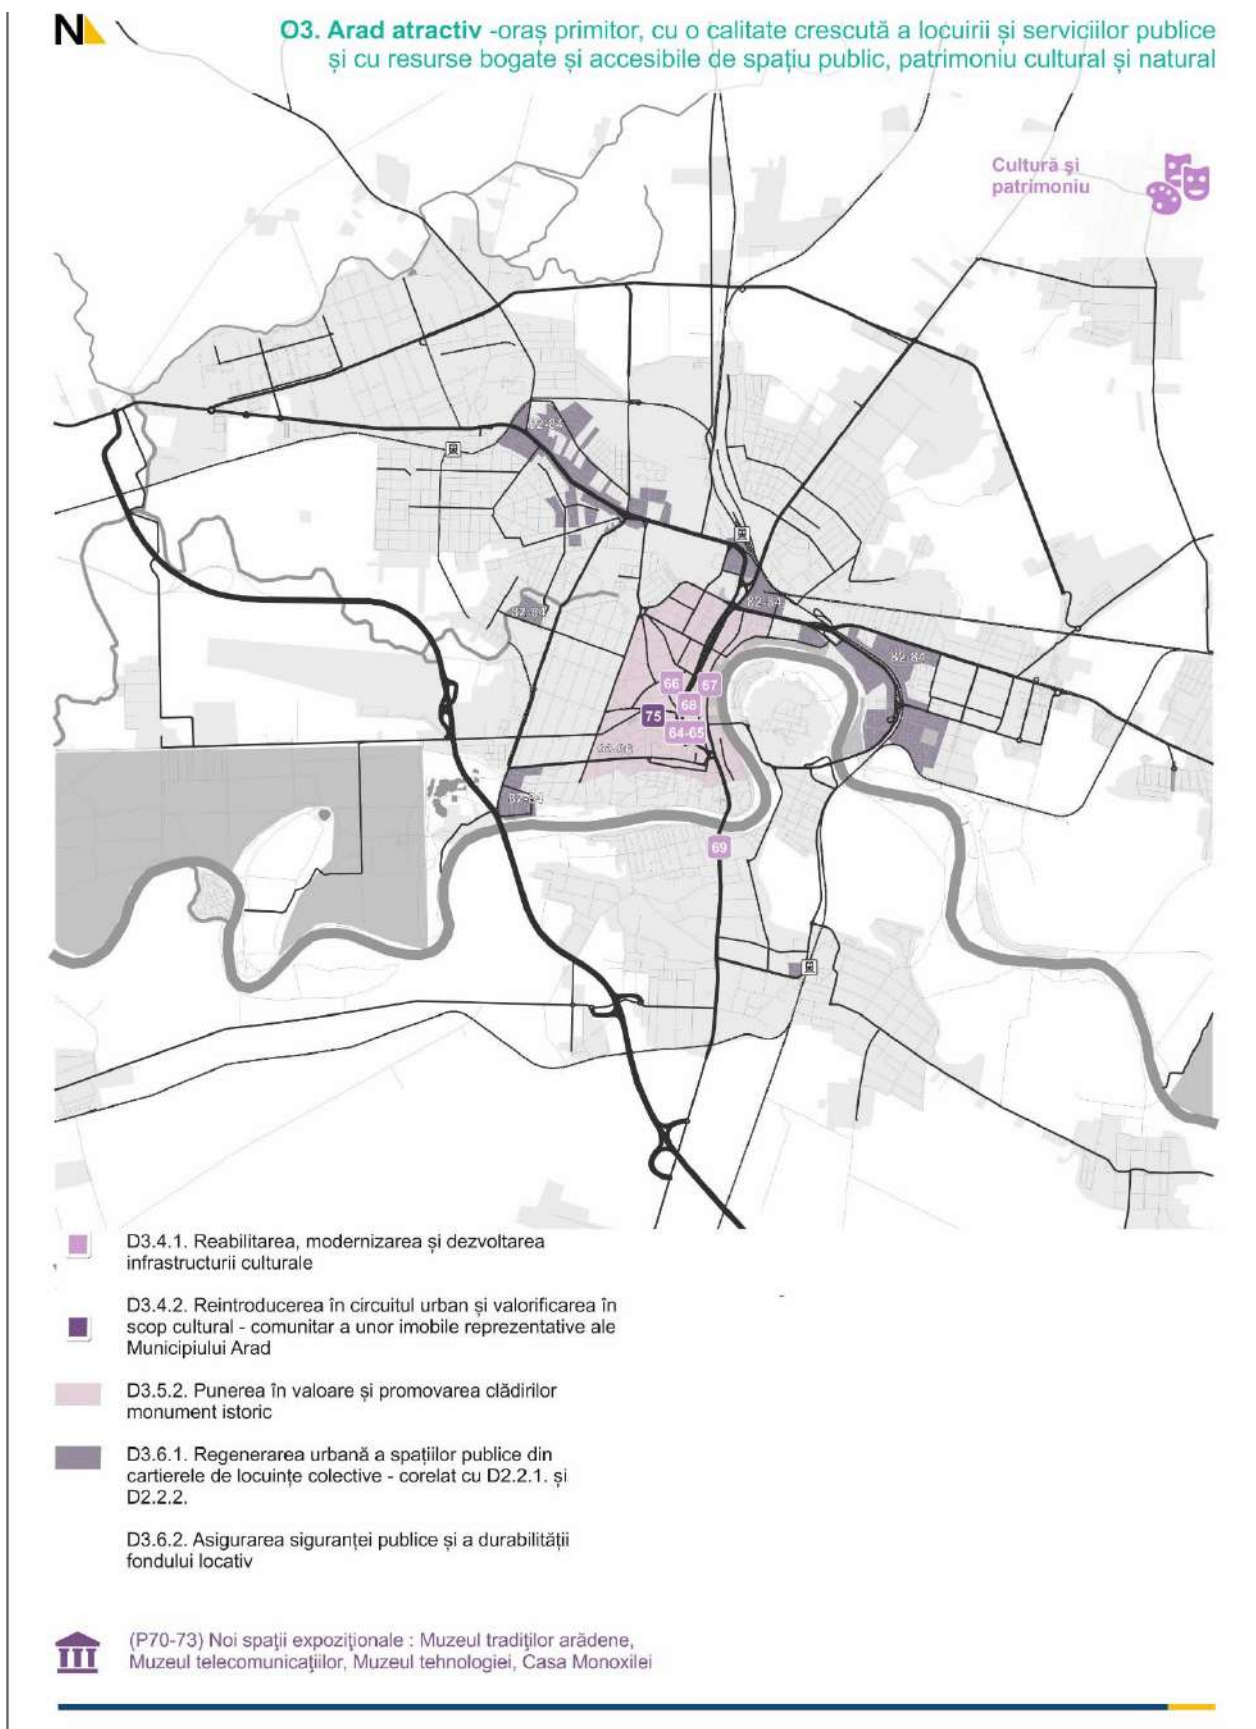 N
O3. Arad atractiv -oraș primitor, cu o calitate crescută a locuirii și serviciilor publice
și cu resurse bogate și accesibile de spațiu public, patrimoniu cultural și natural
Cultură și
patrimoniu
82-84
82-84
82-84
82-84
66
67
68
75
64-65
82-84
69
D3.4.1. Reabilitarea, modernizarea și dezvoltarea
infrastructurii culturale
D3.4.2. Reintroducerea în circuitul urban și valorificarea în
scop cultural - comunitar a unor imobile reprezentative ale
Municipiului Arad
D3.5.2. Punerea în valoare și promovarea clădirilor
monument istoric
D3.6.1. Regenerarea urbană a spațiilor publice din
cartierele de locuințe colective - corelat cu D2.2.1. și
D2.2.2.
D3.6.2. Asigurarea siguranței publice și a durabilității
fondului locativ
(P70-73) Noi spații expoziționale : Muzeul tradițiilor arădene,
Muzeul telecomunicațiilor, Muzeul tehnologiei, Casa Monoxilei